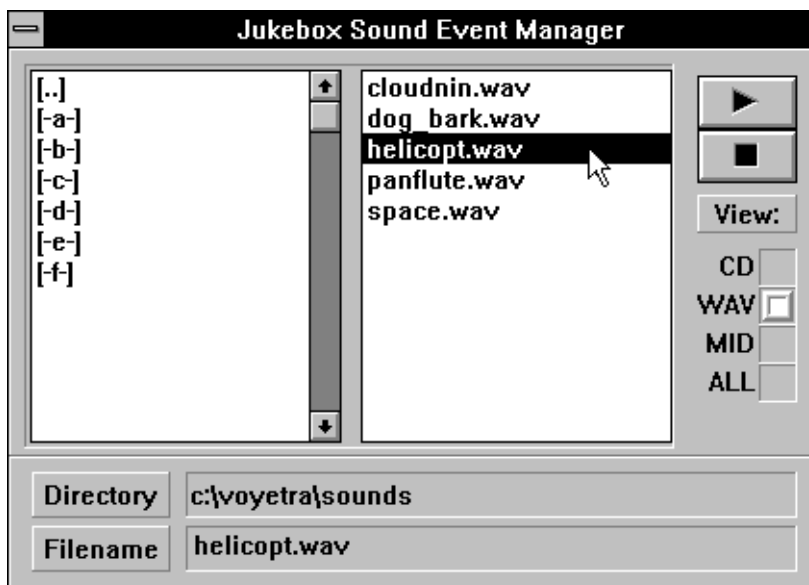 Jukebox Sound Event Manager
[..]
[-a-]
[-b-]
[-c-]
[-d-]
[-e-]
[-f-]
cloudnin.wav
dog_bark.wav
helicopt.wav
panflute.wav
space.wav
View:
CD
WAV
MID
ALL
Directory c:\voyetra\sounds
Filename helicopt.wav